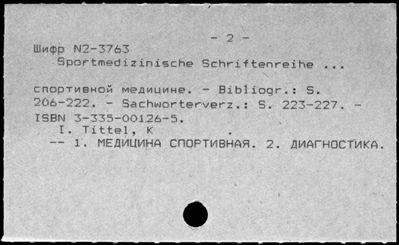 - 2 -
Шифр N2-3763
Sportmedizinische Schriftenreihe ...
спортивной медицине. - Bibliogr.: S.
206-222. - Sachworterverz.: S. 223-227. -
ISBN 3-335-00126-5.
I. Tittel, K .
-- 1. МЕДИЦИНА СПОРТИВНАЯ. 2. ДИАГНОСТИКА.